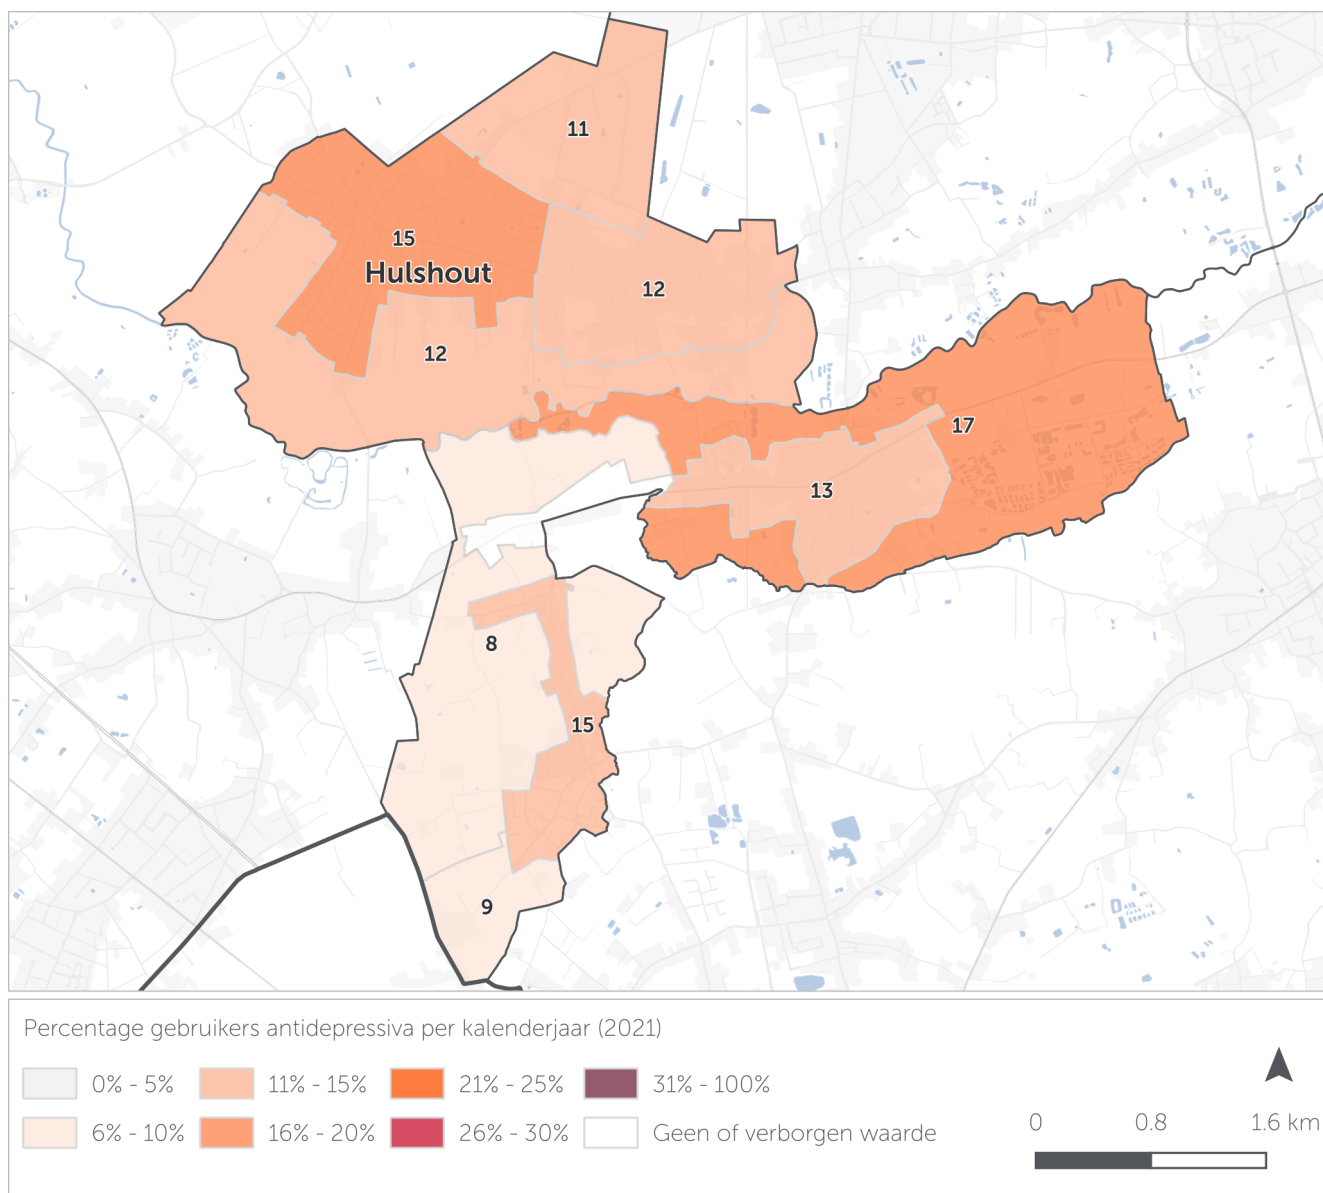 11
15
Hulshout
12
12
17
13
8
15
9
Percentage gebruikers antidepressiva per kalenderjaar (2021)
0% - 5%
11% - 15%
21% - 25%
31% - 100%
6% - 10%
16% - 20%
26% - 30%
Geen of verborgen waarde
0
0.8
1.6 km